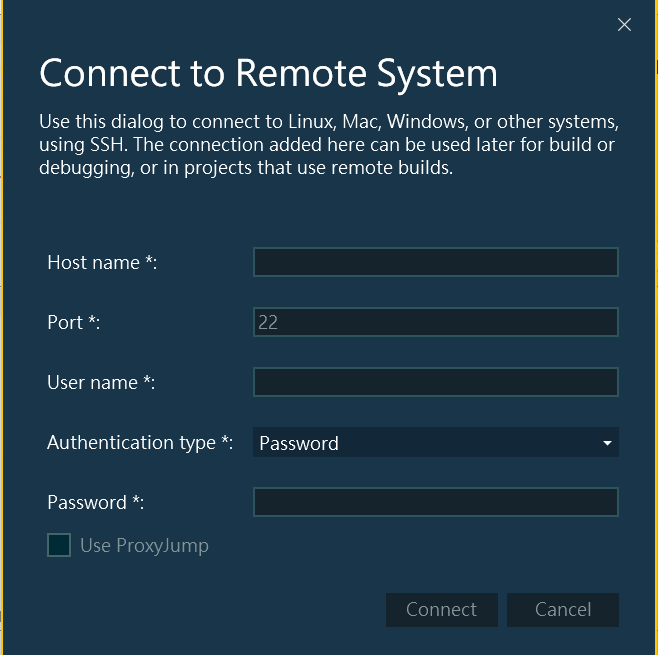 Connect to Remote System
Use this dialog to connect to Linux, Mac, Windows, or other systems,
using SSH. The connection added here can be used later for build or
debugging, or in projects that use remote builds.
Host name *:
Port *: 22
User name *:
Authentication type *: Password
Password *:
Use ProxyJump
Connect Cancel